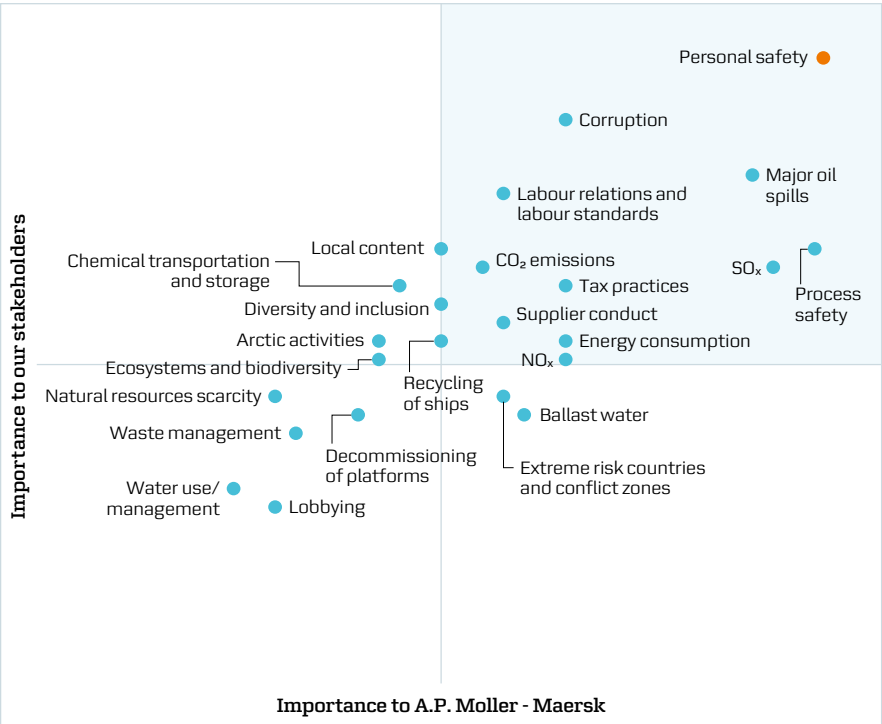 Personal safety
Corruption
Major oil
spills
Labour relations and
labour standards
Local content
Chemical transportation
and storage
CO₂ emissions
SOₓ
Tax practices
Process
safety
Diversity and inclusion
Supplier conduct
Arctic activities
Energy consumption
Ecosystems and biodiversity
NOₓ
Recycling
of ships
Natural resources scarcity
Ballast water
Waste management
Decommissioning
of platforms
Extreme risk countries
and conflict zones
Water use/
management
Lobbying
Importance to our stakeholders
Importance to A.P. Moller - Maersk